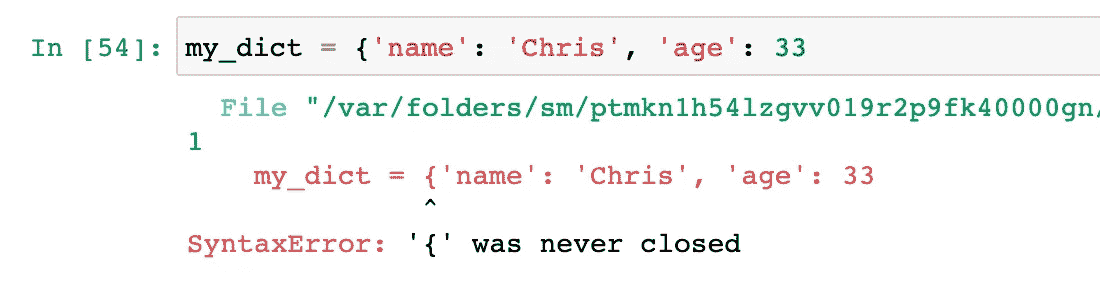 In [54]: my_dict = {'name': 'Chris', 'age': 33
File "/var/folders/sm/ptmkn1h54lzgvv019r2p9fk40000gn/
1
my_dict = {'name': 'Chris', 'age': 33
^
SyntaxError: '{' was never closed